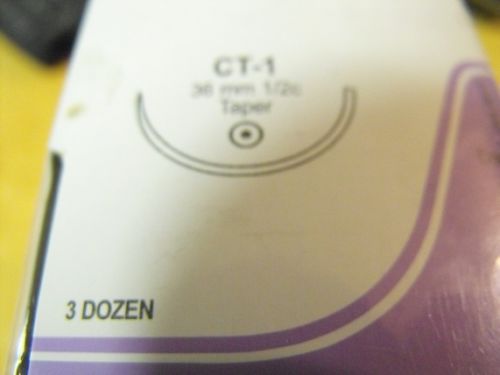 CT-1
36 mm 1/2c
Taper
3 DOZEN